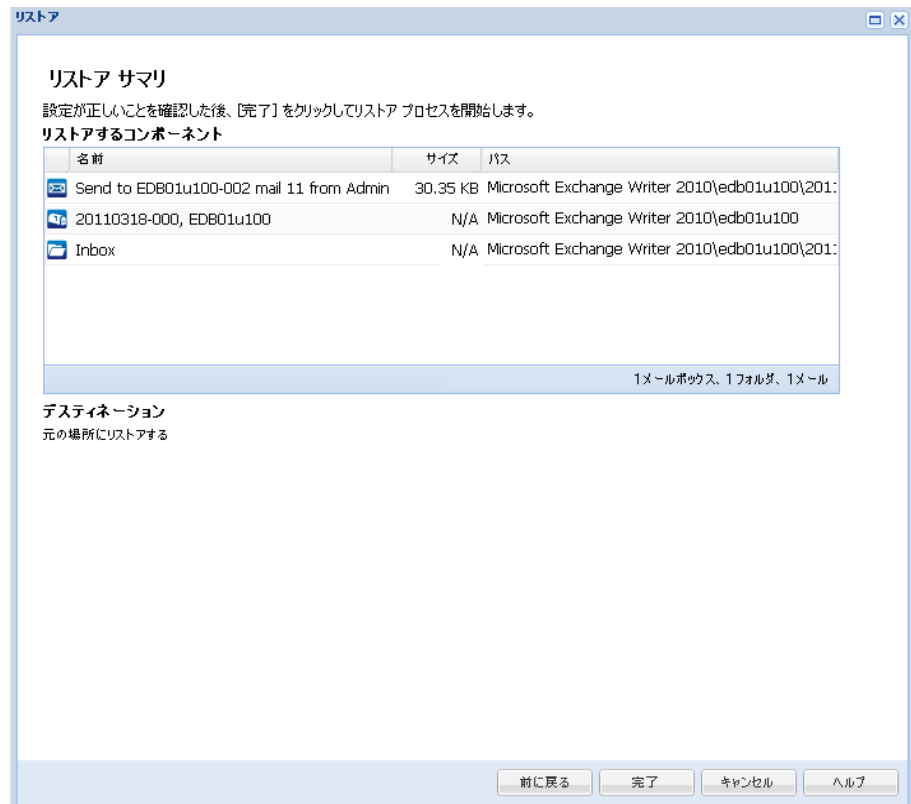 リストア
リストア サマリ
設定が正しいことを確認した後、[完了] をクリックしてリストア プロセスを開始します。
リストアするコンポーネント
名前 サイズ パス
Send to EDB01u100-002 mail 11 from Admin 30.35 KB Microsoft Exchange Writer 2010\edb01u100\201
20110318-000, EDB01u100 N/A Microsoft Exchange Writer 2010\edb01u100
Inbox N/A Microsoft Exchange Writer 2010\edb01u100\201
1メールボックス、1フォルダ、1メール
デスティネーション
元の場所にリストアする
前に戻る 完了 キャンセル ヘルプ